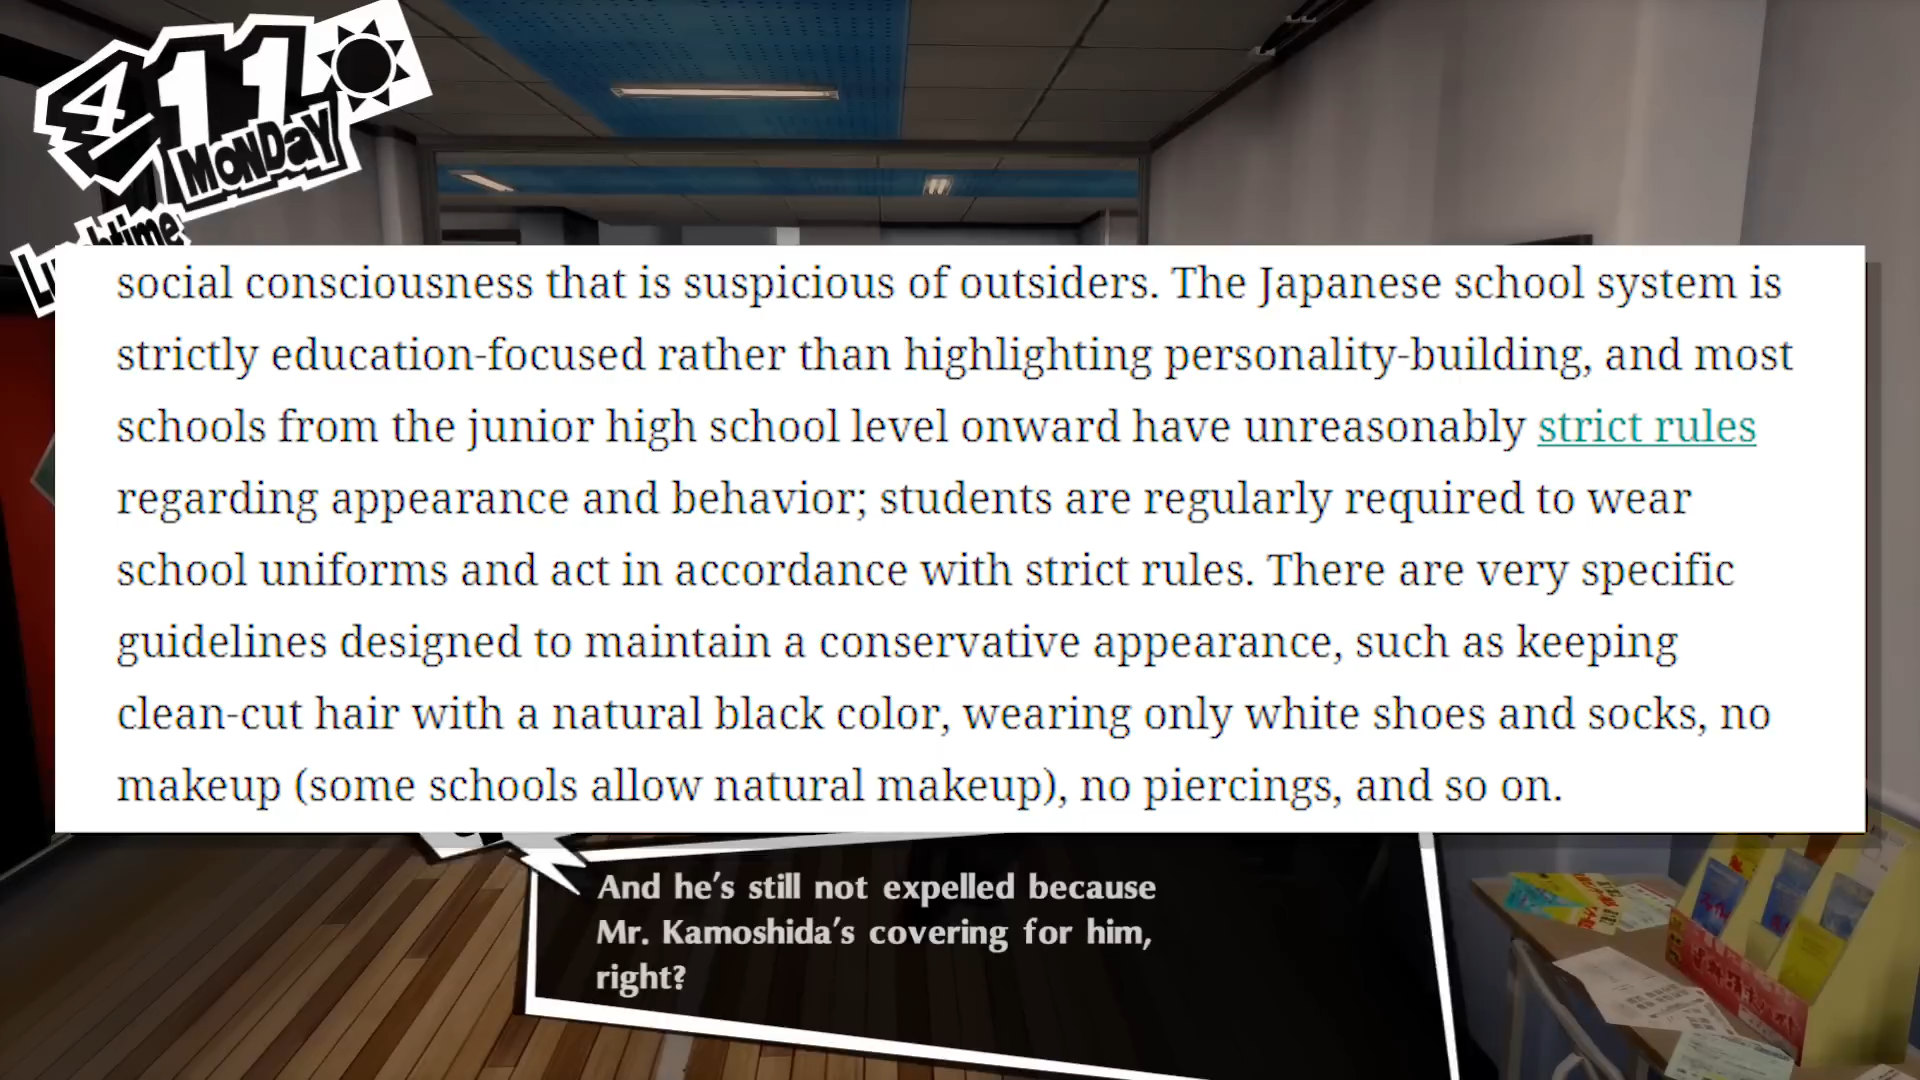 4 11
MONDAY
Lunchtime
social consciousness that is suspicious of outsiders. The Japanese school system is
strictly education-focused rather than highlighting personality-building, and most
schools from the junior high school level onward have unreasonably strict rules
regarding appearance and behavior; students are regularly required to wear
school uniforms and act in accordance with strict rules. There are very specific
guidelines designed to maintain a conservative appearance, such as keeping
clean-cut hair with a natural black color, wearing only white shoes and socks, no
makeup (some schools allow natural makeup), no piercings, and so on.
And he's still not expelled because
Mr. Kamoshida's covering for him,
right?